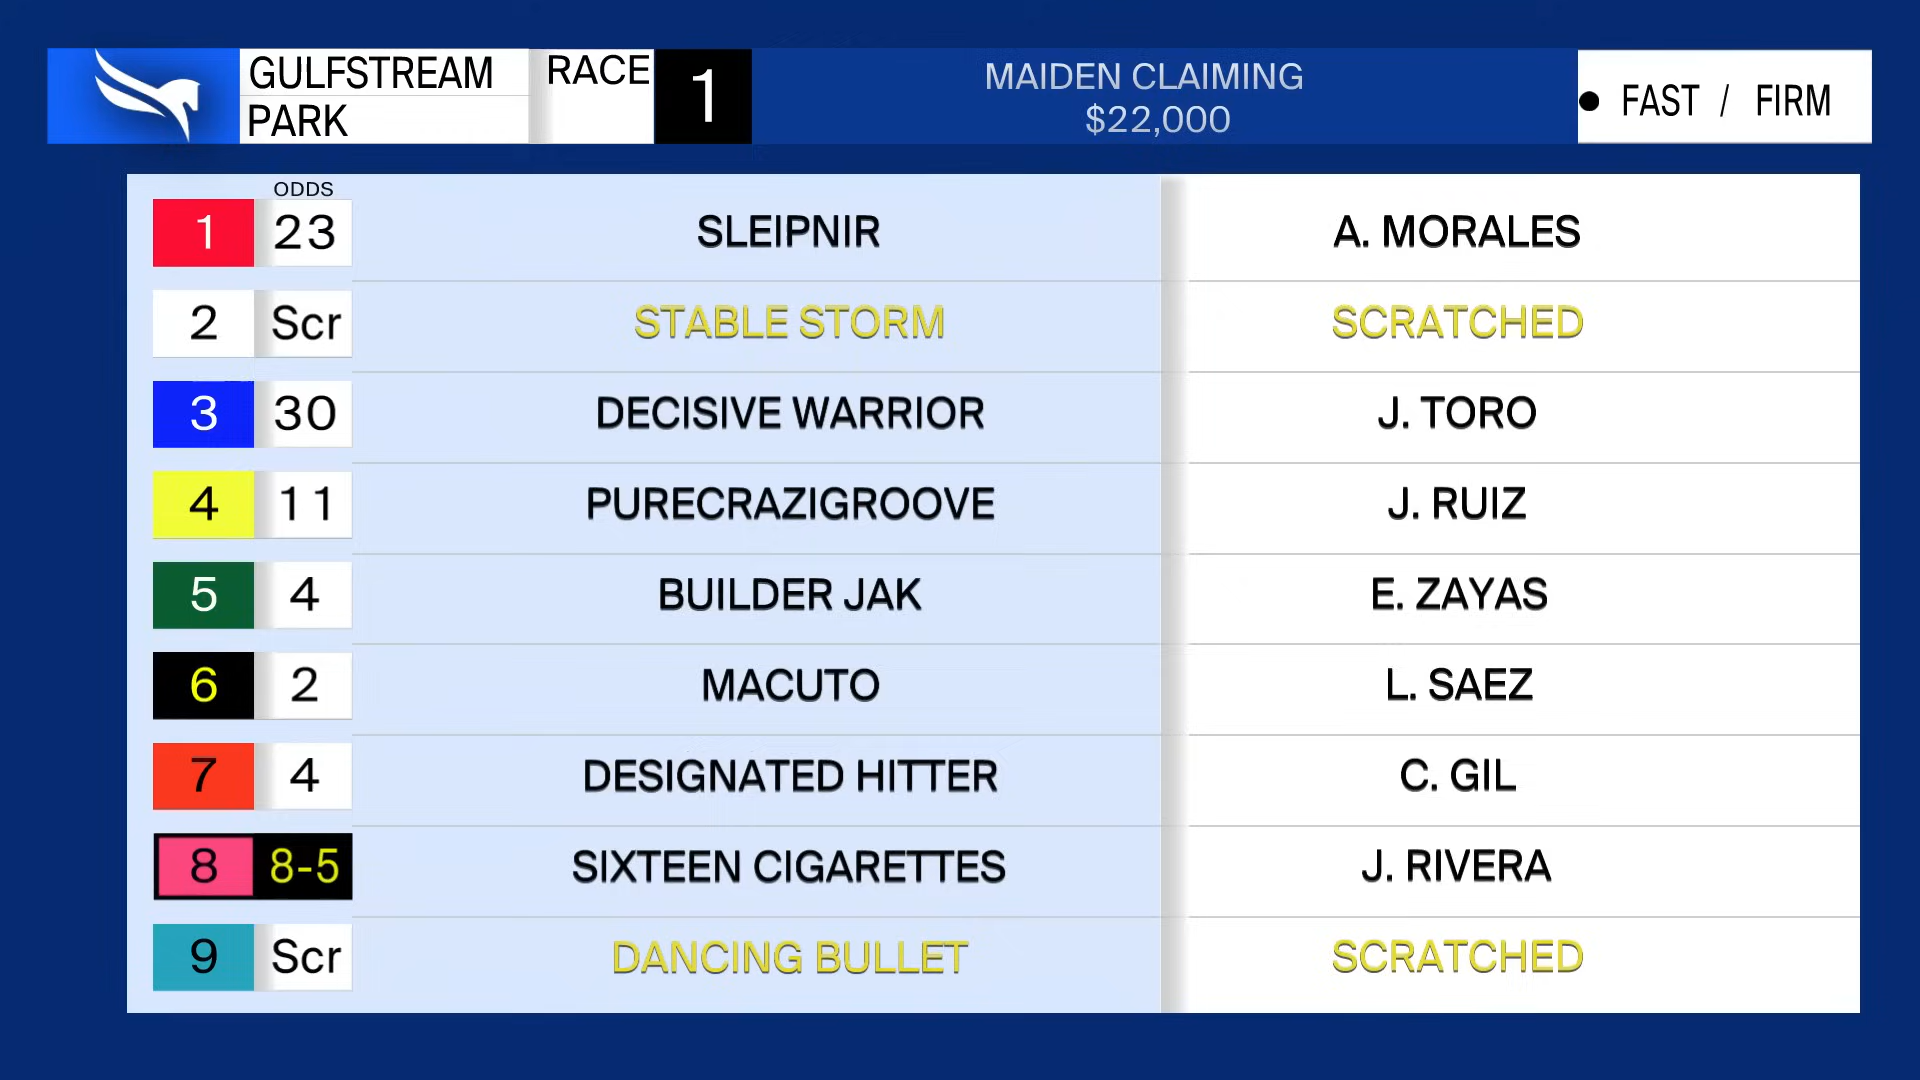 GULFSTREAM PARK RACE 1 MAIDEN CLAIMING FAST / FIRM
$22,000
ODDS
1 23 SLEIPNIR A. MORALES
2 Scr STABLE STORM SCRATCHED
3 30 DECISIVE WARRIOR J. TORO
4 11 PURECRAZIGROOVE J. RUIZ
5 4 BUILDER JAK E. ZAYAS
6 2 MACUTO L. SAEZ
7 4 DESIGNATED HITTER C. GIL
8 8-5 SIXTEEN CIGARETTES J. RIVERA
9 Scr DANCING BULLET SCRATCHED